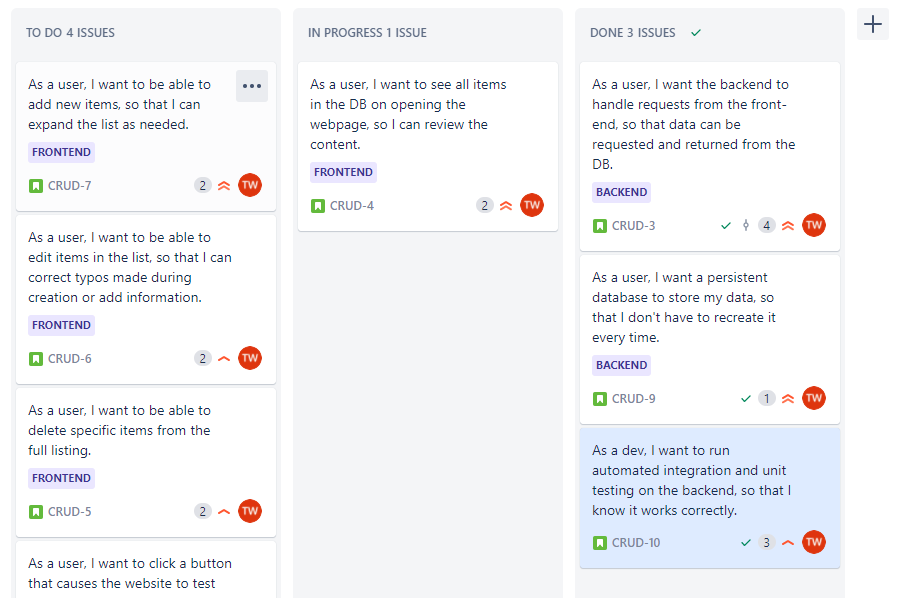 TO DO 4 ISSUES
As a user, I want to be able to
add new items, so that I can
expand the list as needed.
FRONTEND
CRUD-7
2
TW
As a user, I want to be able to
edit items in the list, so that I can
correct typos made during
creation or add information.
FRONTEND
CRUD-6
2
TW
As a user, I want to be able to
delete specific items from the
full listing.
FRONTEND
CRUD-5
2
TW
As a user, I want to click a button
that causes the website to test
IN PROGRESS 1 ISSUE
As a user, I want to see all items
in the DB on opening the
webpage, so I can review the
content.
FRONTEND
CRUD-4
2
TW
DONE 3 ISSUES
As a user, I want the backend to
handle requests from the front-
end, so that data can be
requested and returned from the
DB.
BACKEND
CRUD-3
4
TW
As a user, I want a persistent
database to store my data, so
that I don't have to recreate it
every time.
BACKEND
CRUD-9
1
TW
As a dev, I want to run
automated integration and unit
testing on the backend, so that I
know it works correctly.
CRUD-10
3
TW